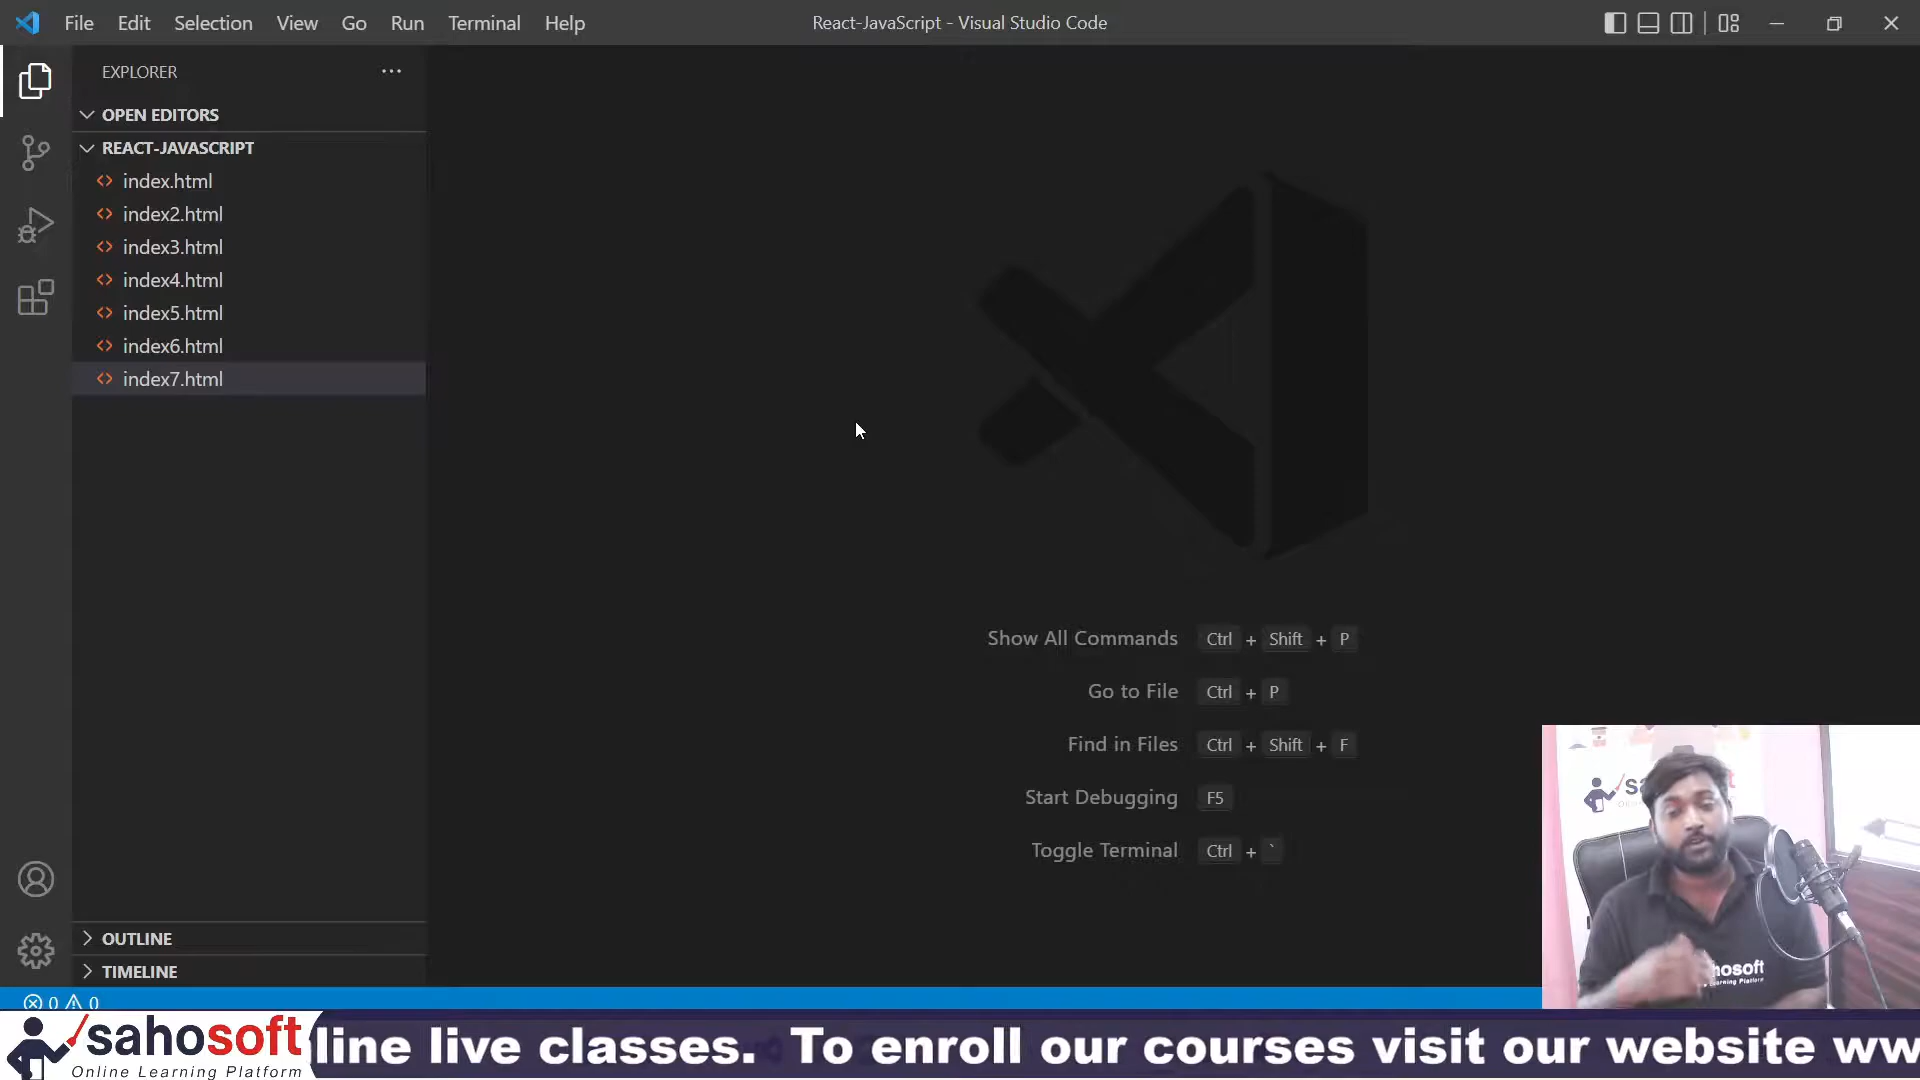 File Edit Selection View Go Run Terminal Help
React-JavaScript - Visual Studio Code
EXPLORER
OPEN EDITORS
REACT-JAVASCRIPT
index.html
index2.html
index3.html
index4.html
index5.html
index6.html
index7.html
Show All Commands Ctrl + Shift + P
Go to File Ctrl + P
Find in Files Ctrl + Shift + F
Start Debugging F5
Toggle Terminal Ctrl + `
OUTLINE
TIMELINE
0 0
sahosoft
Online Learning Platform
line live classes. To enroll our courses visit our website ww